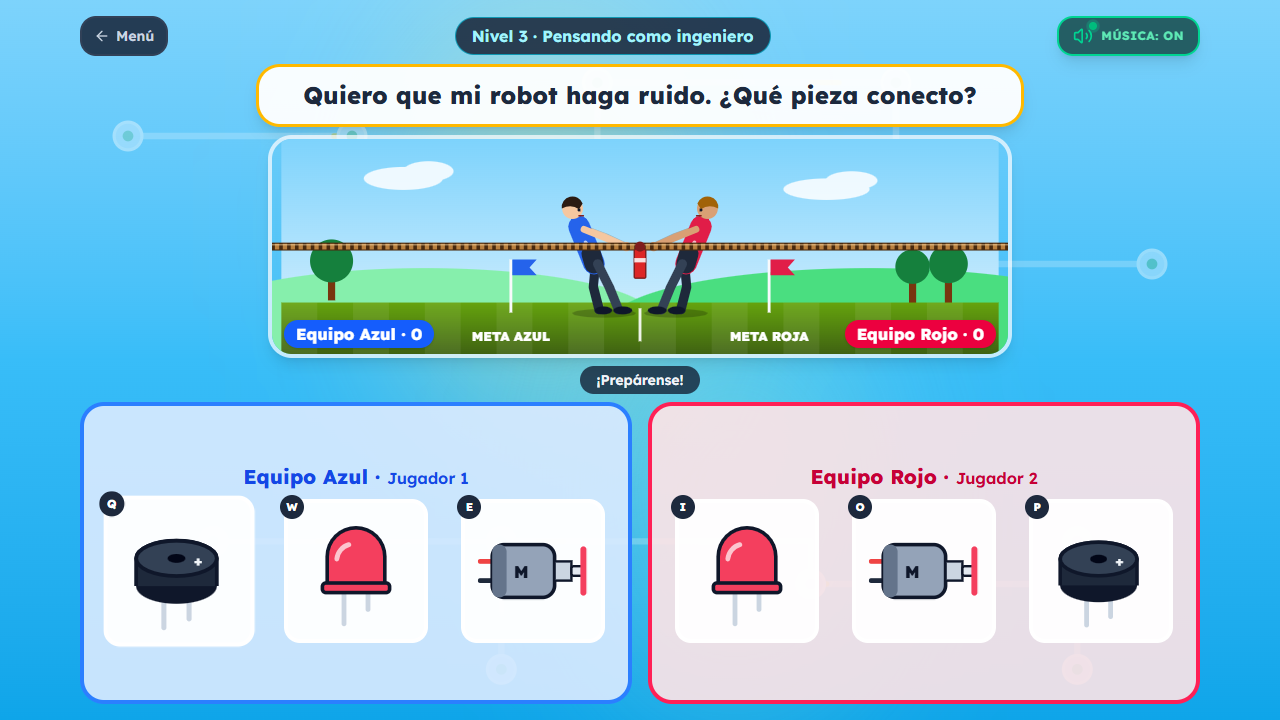 Menú
Nivel 3 · Pensando como ingeniero
MÚSICA: ON
Quiero que mi robot haga ruido. ¿Qué pieza conecto?
Equipo Azul · 0
META AZUL
META ROJA
Equipo Rojo · 0
¡Prepárense!
Equipo Azul · Jugador 1
Q
W
E
M
Equipo Rojo · Jugador 2
I
O
P
M